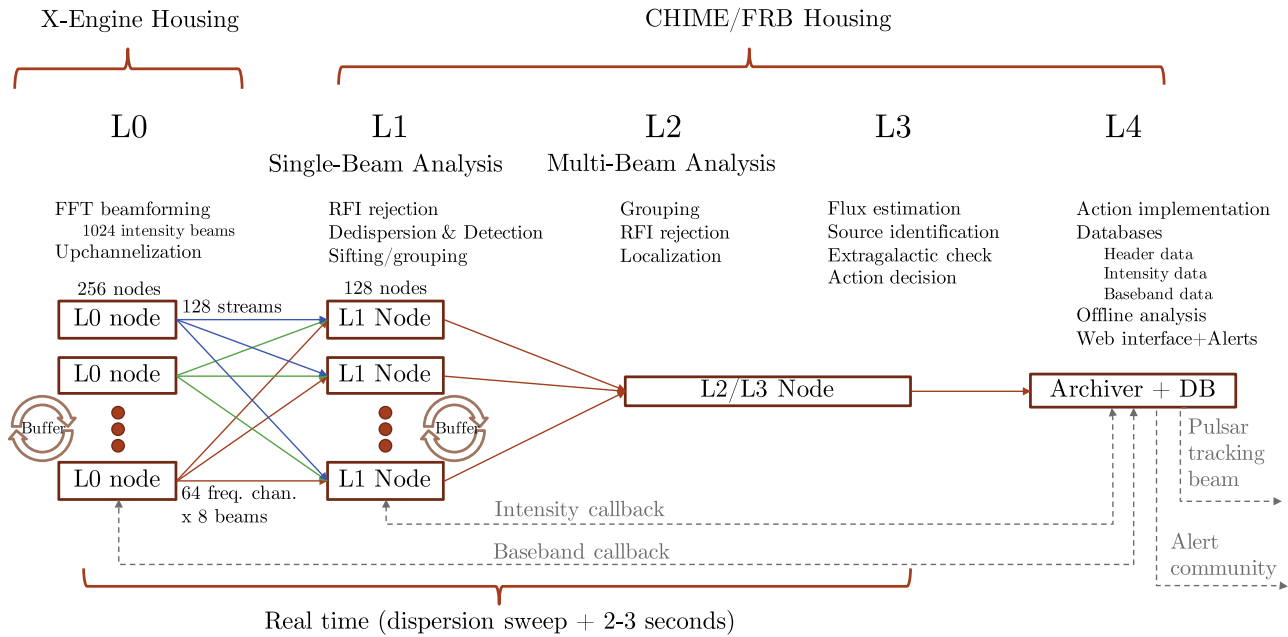 X-Engine Housing
CHIME/FRB Housing
L0
L1
L2
L3
L4
Single-Beam Analysis
Multi-Beam Analysis
FFT beamforming
1024 intensity beams
Upchannelization
RFI rejection
Dedispersion & Detection
Sifting/grouping
Grouping
RFI rejection
Localization
Flux estimation
Source identification
Extragalactic check
Action decision
Action implementation
Databases
Header data
Intensity data
Baseband data
Offline analysis
Web interface+Alerts
256 nodes
128 streams
128 nodes
L0 node
L1 Node
L0 node
L1 Node
L2/L3 Node
Archiver + DB
Buffer
Buffer
L0 node
L1 Node
64 freq. chan.
x 8 beams
Pulsar
tracking
beam
Intensity callback
Baseband callback
Alert
community
Real time (dispersion sweep + 2-3 seconds)